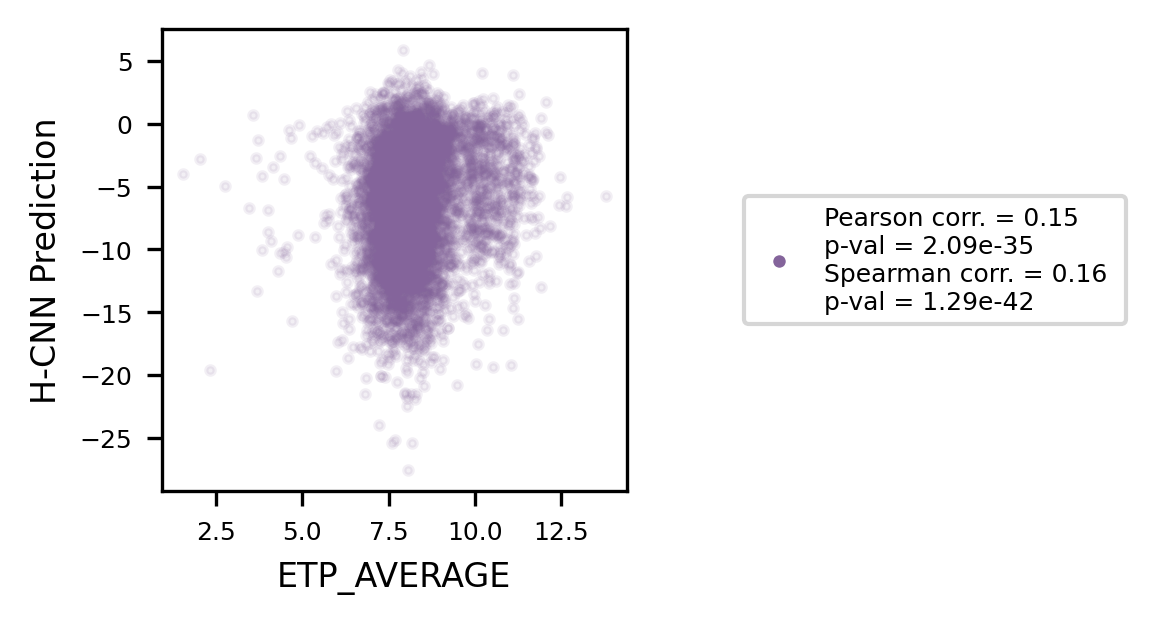 5
0
−5
−10
−15
−20
−25
H-CNN Prediction
2.5 5.0 7.5 10.0 12.5
ETP_AVERAGE
Pearson corr. = 0.15
p-val = 2.09e-35
Spearman corr. = 0.16
p-val = 1.29e-42